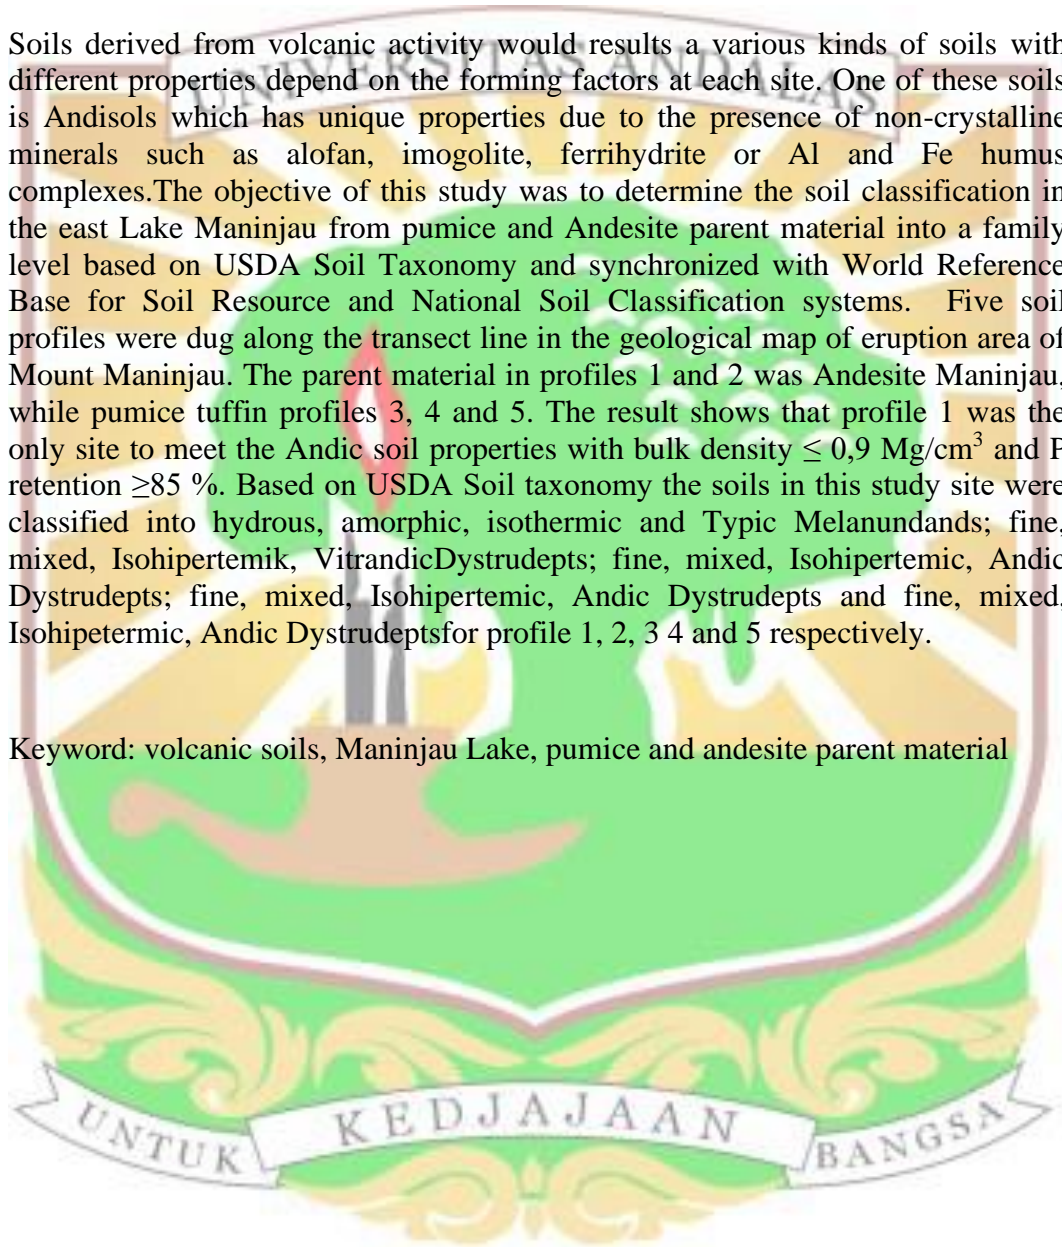 UNIVERSITAS ANDALAS
Soils derived from volcanic activity would results a various kinds of soils with
different properties depend on the forming factors at each site. One of these soils
is Andisols which has unique properties due to the presence of non-crystalline
minerals such as alofan, imogolite, ferrihydrite or Al and Fe humus
complexes.The objective of this study was to determine the soil classification in
the east Lake Maninjau from pumice and Andesite parent material into a family
level based on USDA Soil Taxonomy and synchronized with World Reference
Base for Soil Resource and National Soil Classification systems. Five soil
profiles were dug along the transect line in the geological map of eruption area of
Mount Maninjau. The parent material in profiles 1 and 2 was Andesite Maninjau,
while pumice tuffin profiles 3, 4 and 5. The result shows that profile 1 was the
only site to meet the Andic soil properties with bulk density ≤ 0,9 Mg/cm³ and P
retention ≥85 %. Based on USDA Soil taxonomy the soils in this study site were
classified into hydrous, amorphic, isothermic and Typic Melanundands; fine,
mixed, Isohipertemik, VitrandicDystrudepts; fine, mixed, Isohipertemic, Andic
Dystrudepts; fine, mixed, Isohipertemic, Andic Dystrudepts and fine, mixed,
Isohipetermic, Andic Dystrudeptsfor profile 1, 2, 3 4 and 5 respectively.
Keyword: volcanic soils, Maninjau Lake, pumice and andesite parent material
UNTUK KEDJAJAAN BANGSA